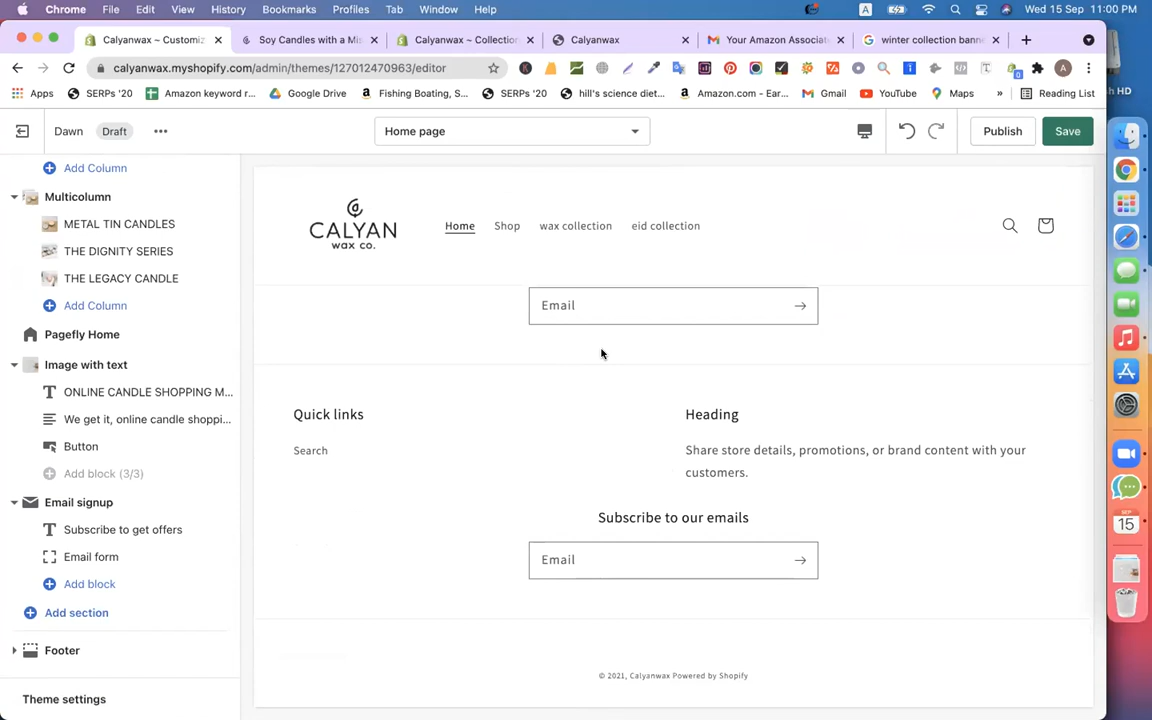 Chrome File Edit View History Bookmarks Profiles Tab Window Help A Wed 15 Sep 11:00 PM
Calyanwax ~ Customiz Soy Candles with a Mis Calyanwax ~ Collection Calyanwax Your Amazon Associat winter collection bann
calyanwax.myshopify.com/admin/themes/127012470963/editor A
Apps SERPs '20 Amazon keyword r... Google Drive Fishing Boating, S... SERPs '20 hill's science diet... Amazon.com - Ear... Gmail YouTube Maps » Reading List
Dawn Draft Home page Publish Save
Add Column
Multicolumn
METAL TIN CANDLES
THE DIGNITY SERIES
THE LEGACY CANDLE
Add Column
Pagefly Home
Image with text
ONLINE CANDLE SHOPPING M...
We get it, online candle shoppi...
Button
Add block (3/3)
Email signup
Subscribe to get offers
Email form
Add block
Add section
Footer
Theme settings
CALYAN
wax co.
Home Shop wax collection eid collection
Email
Quick links Heading
Search Share store details, promotions, or brand content with your
customers.
Subscribe to our emails
Email
© 2021, Calyanwax Powered by Shopify
SEP
15